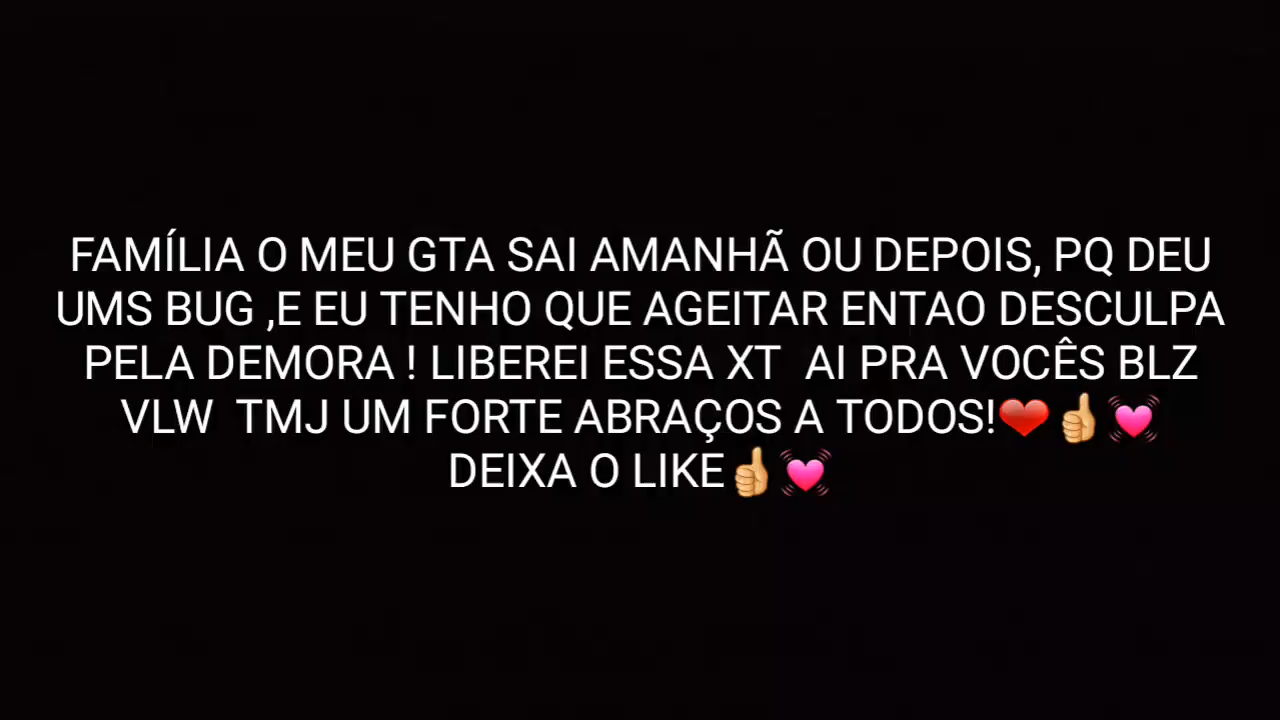 FAMÍLIA O MEU GTA SAI AMANHÃ OU DEPOIS, PQ DEU
UMS BUG ,E EU TENHO QUE AGEITAR ENTAO DESCULPA
PELA DEMORA ! LIBEREI ESSA XT  AI PRA VOCÊS BLZ
VLW  TMJ UM FORTE ABRAÇOS A TODOS!❤👍💓
DEIXA O LIKE👍💓